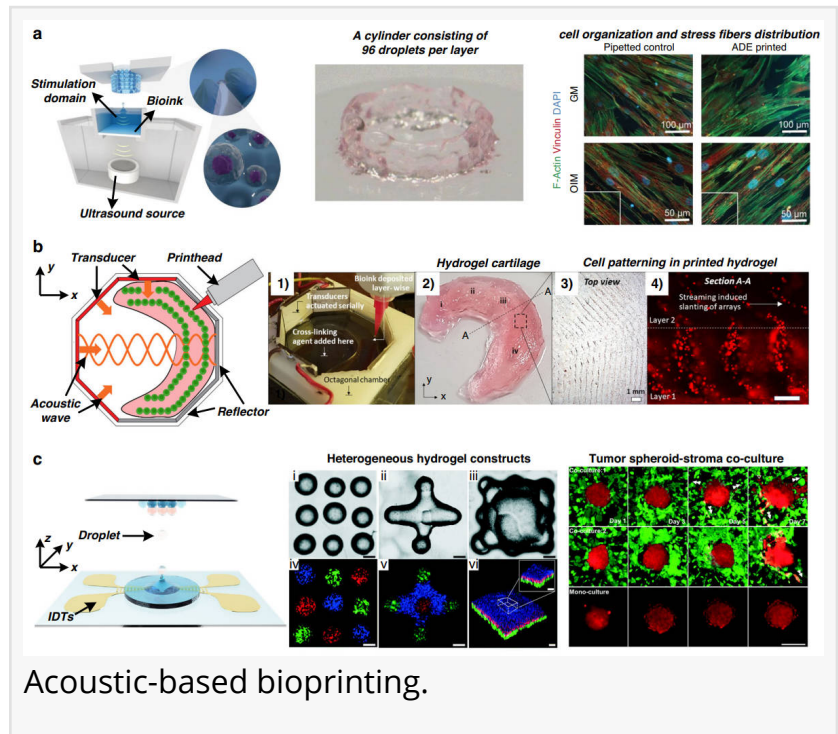 a
Stimulation
domain
Bioink
Ultrasound source
A cylinder consisting of
96 droplets per layer
cell organization and stress fibers distribution
Pipetted control
ADE printed
F-Actin Vinculin DAPI
GM
100 µm
100 µm
OIM
50 µm
50 µm
b
y
x
Transducer
Printhead
Acoustic
wave
Reflector
1)
Bioink deposited
layer-wise
Transducers
actuated serially
Cross-linking
agent added here
Octagonal chamber
Hydrogel cartilage
2)
i
ii
iii
iv
A
A
y
x
Cell patterning in printed hydrogel
3)
Top view
1 mm
4)
Section A-A
Streaming induced
slanting of arrays
Layer 2
Layer 1
c
Droplet
z
y
x
IDTs
Heterogeneous hydrogel constructs
i
ii
iii
iv
v
vi
Tumor spheroid-stroma co-culture
Co-culture 1
Day 1
Day 3
Day 5
Day 7
Co-culture 2
Mono-culture
Acoustic-based bioprinting.